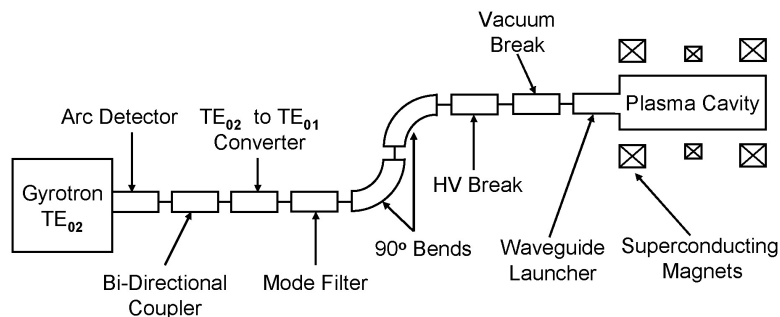 Vacuum
Break
Arc Detector
TE₀₂ to TE₀₁
Converter
Plasma Cavity
Gyrotron
TE₀₂
HV Break
90º Bends
Waveguide
Launcher
Superconducting
Magnets
Bi-Directional
Coupler
Mode Filter